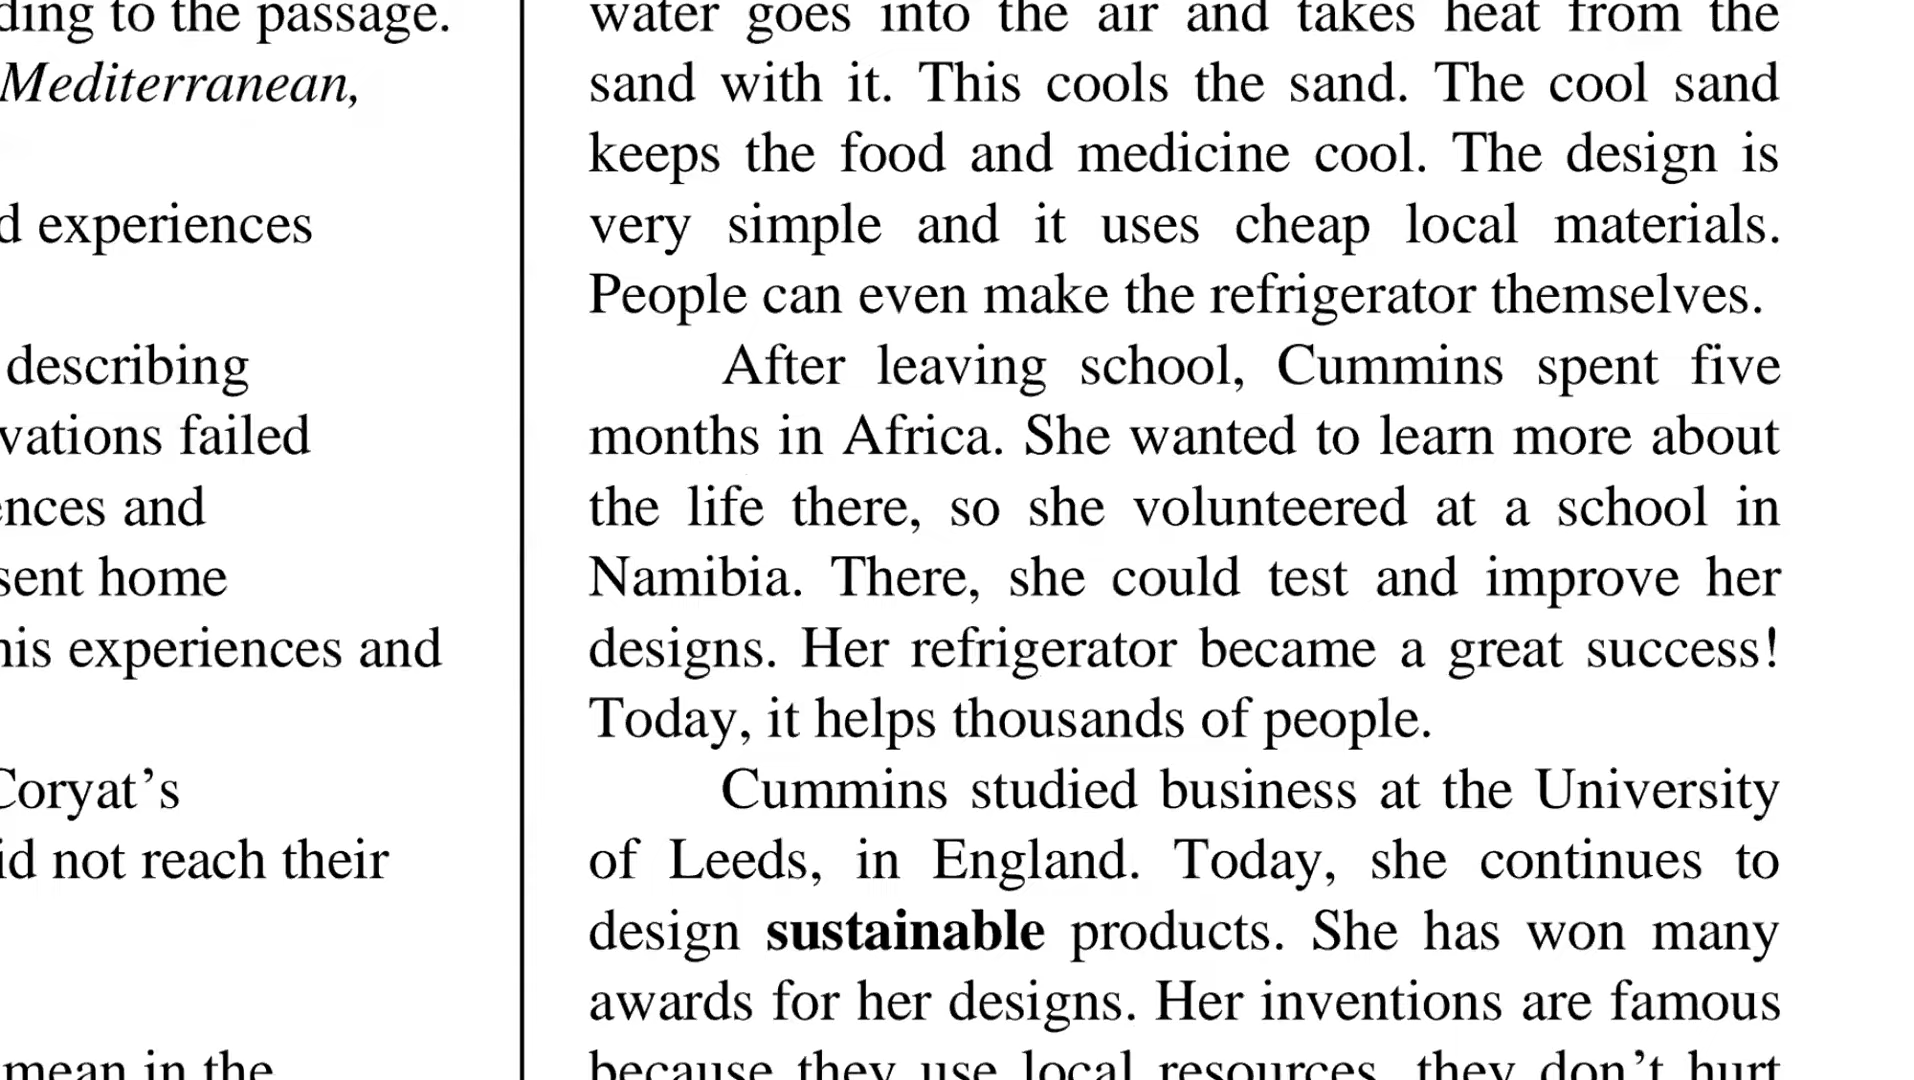 ding to the passage.
Mediterranean,
d experiences
describing
vations failed
ences and
sent home
his experiences and
Coryat's
id not reach their
mean in the
water goes into the air and takes heat from the
sand with it. This cools the sand. The cool sand
keeps the food and medicine cool. The design is
very simple and it uses cheap local materials.
People can even make the refrigerator themselves.
After leaving school, Cummins spent five
months in Africa. She wanted to learn more about
the life there, so she volunteered at a school in
Namibia. There, she could test and improve her
designs. Her refrigerator became a great success!
Today, it helps thousands of people.
Cummins studied business at the University
of Leeds, in England. Today, she continues to
design sustainable products. She has won many
awards for her designs. Her inventions are famous
because they use local resources, they don't hurt